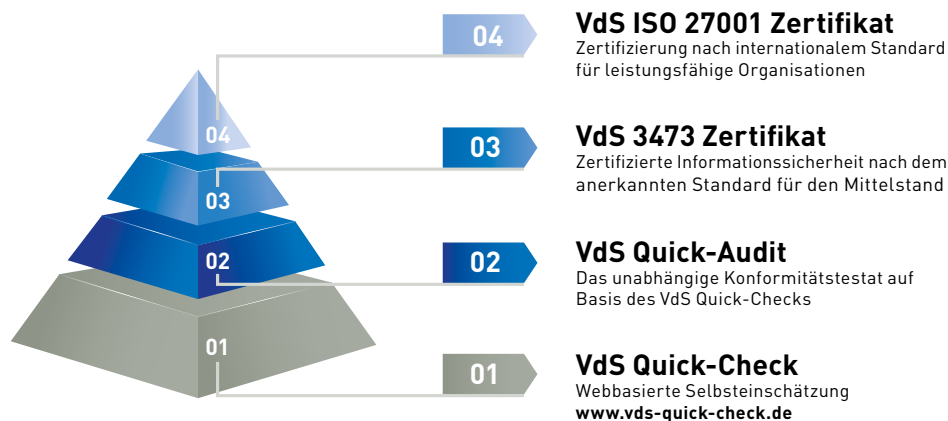 04
VdS ISO 27001 Zertifikat
Zertifizierung nach internationalem Standard
für leistungsfähige Organisationen
04
03
VdS 3473 Zertifikat
Zertifizierte Informationssicherheit nach dem
anerkannten Standard für den Mittelstand
03
02
VdS Quick-Audit
Das unabhängige Konformitätstestat auf
Basis des VdS Quick-Checks
02
01
01
VdS Quick-Check
Webbasierte Selbsteinschätzung
www.vds-quick-check.de